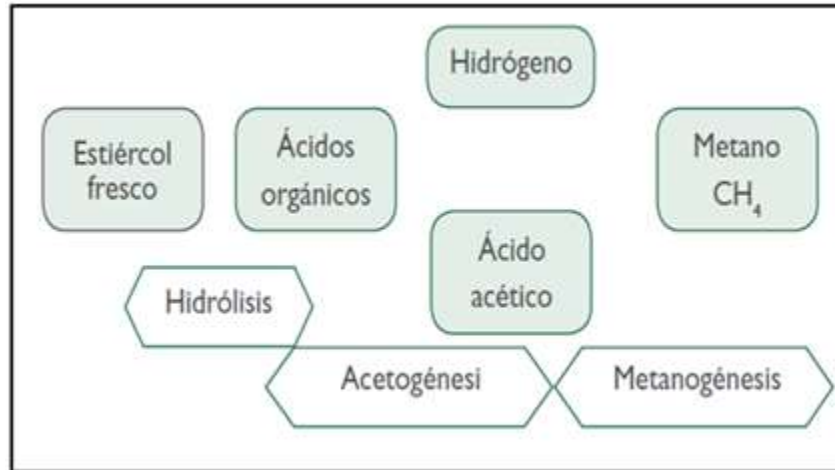 Hidrógeno
Estiércol
fresco
Ácidos
orgánicos
Metano
CH₄
Ácido
acético
Hidrólisis
Acetogénesi
Metanogénesis